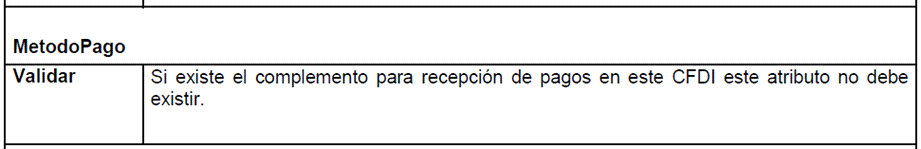 MetodoPago
Validar Si existe el complemento para recepción de pagos en este CFDI este atributo no debe
existir.